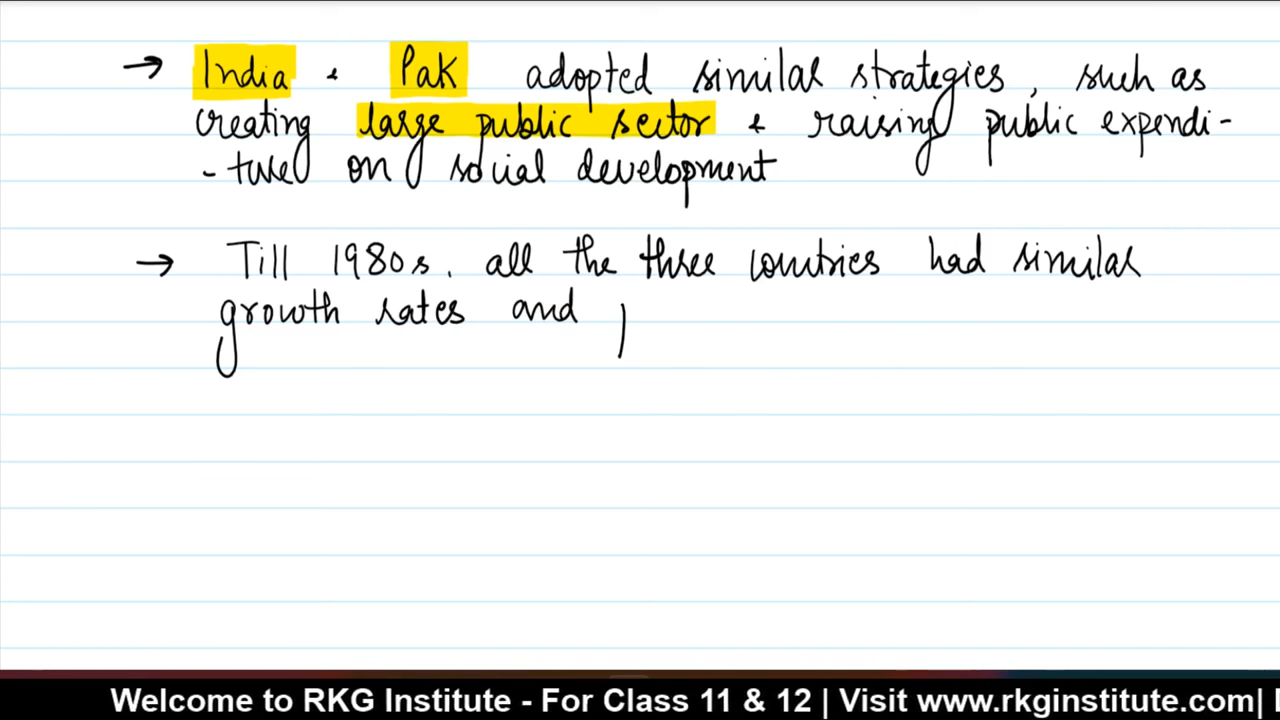 → India & Pak adopted similar strategies, such as
creating large public sector & raising public expendi-
-ture on social development
→ Till 1980s, all the three countries had similar
growth rates and
Welcome to RKG Institute - For Class 11 & 12 | Visit www.rkginstitute.com|